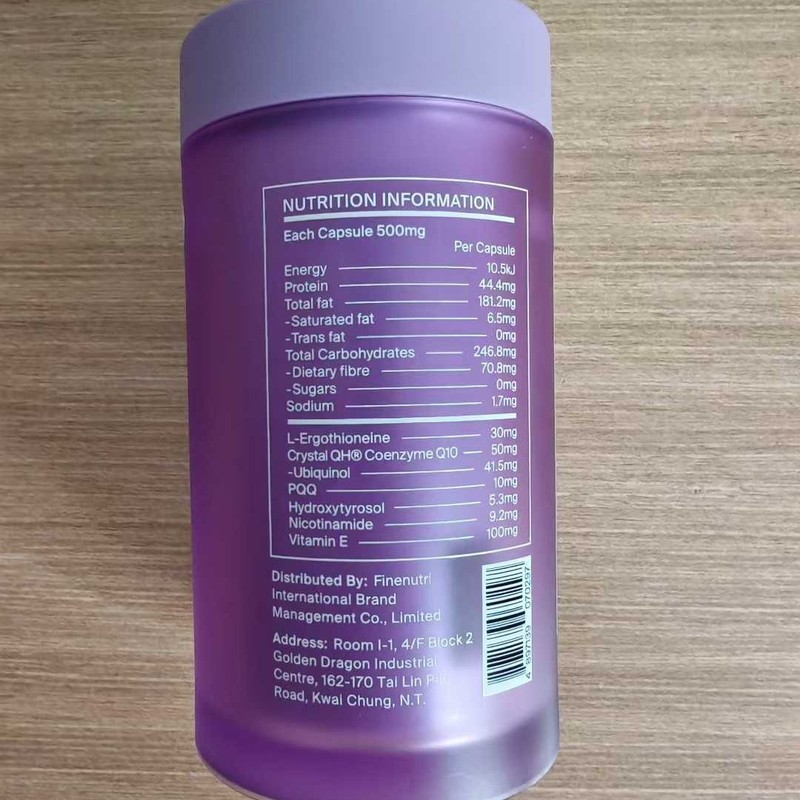 NUTRITION INFORMATION
Each Capsule 500mg
Per Capsule
Energy 10.5kJ
Protein 44.4mg
Total fat 181.2mg
-Saturated fat 6.5mg
-Trans fat 0mg
Total Carbohydrates 246.8mg
-Dietary fibre 70.8mg
-Sugars 0mg
Sodium 1.7mg
L-Ergothioneine 30mg
Crystal QH® Coenzyme Q10 50mg
-Ubiquinol 41.5mg
PQQ 10mg
Hydroxytyrosol 5.3mg
Nicotinamide 9.2mg
Vitamin E 100mg
Distributed By: Finenutri
International Brand
Management Co., Limited
Address: Room I-1, 4/F Block 2
Golden Dragon Industrial
Centre, 162-170 Tai Lin
Road, Kwai Chung, N.T.
4 897139 070297